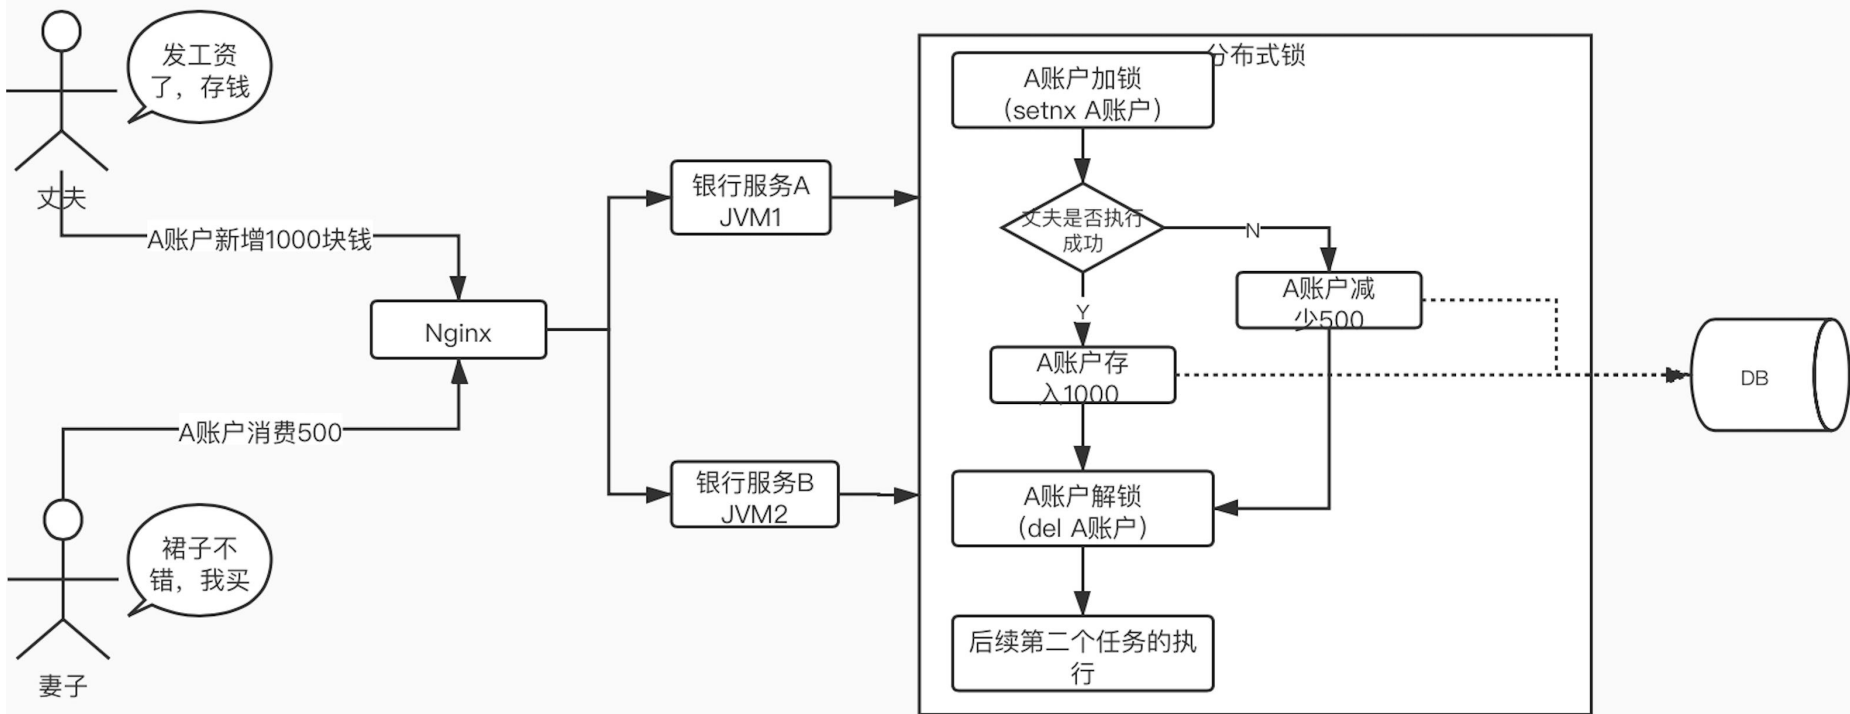 发工资
了，存钱
丈夫
A账户新增1000块钱
Nginx
A账户消费500
裙子不
错，我买
妻子
银行服务A
JVM1
银行服务B
JVM2
分布式锁
A账户加锁
（setnx A账户）
丈夫是否执行
成功
N
Y
A账户减
少500
A账户存
入1000
A账户解锁
（del A账户）
后续第二个任务的执
行
DB